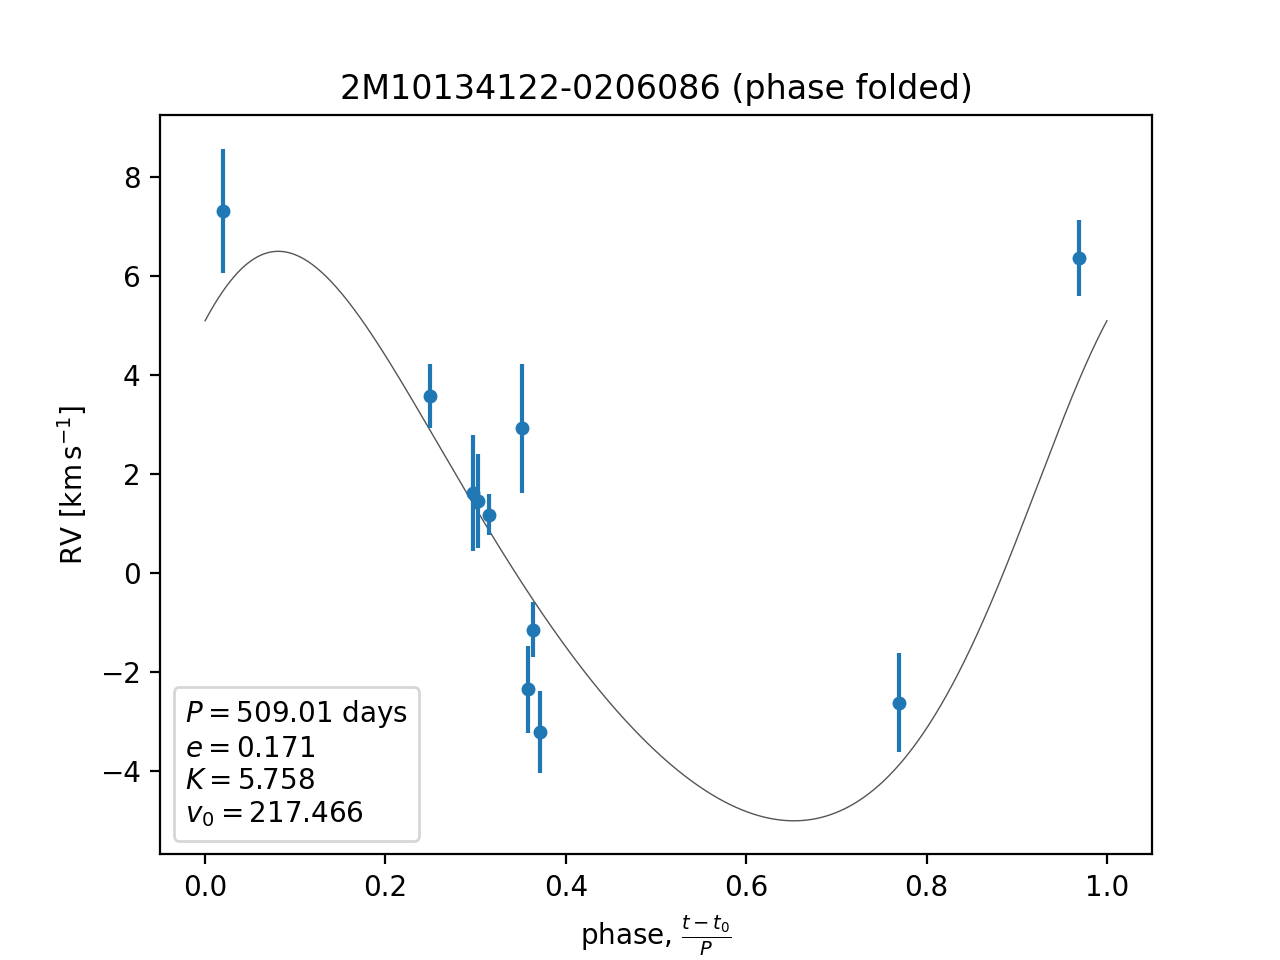 2M10134122-0206086 (phase folded)
RV [km s⁻¹]
8
6
4
2
0
−2
−4
P = 509.01 days
e = 0.171
K = 5.758
v₀ = 217.466
0.0 0.2 0.4 0.6 0.8 1.0
phase, t − t₀ / P